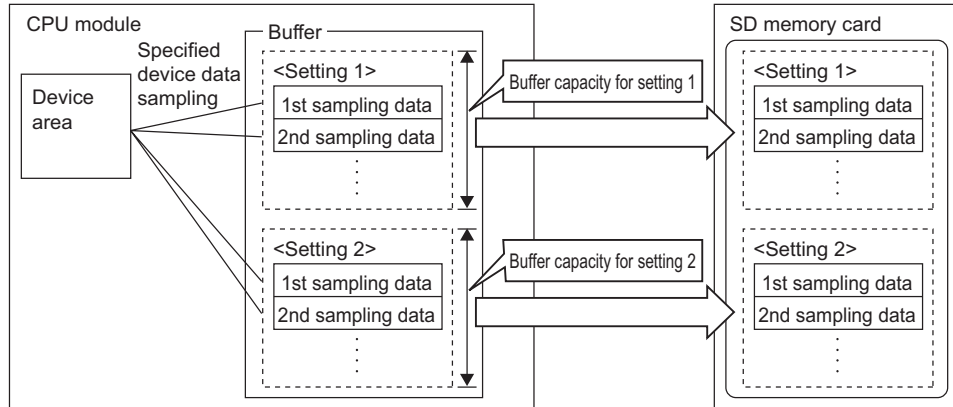 CPU module
Specified
device data
sampling
Device
area
Buffer
<Setting 1>
1st sampling data
2nd sampling data
Buffer capacity for setting 1
<Setting 2>
1st sampling data
2nd sampling data
Buffer capacity for setting 2
SD memory card
<Setting 1>
1st sampling data
2nd sampling data
<Setting 2>
1st sampling data
2nd sampling data